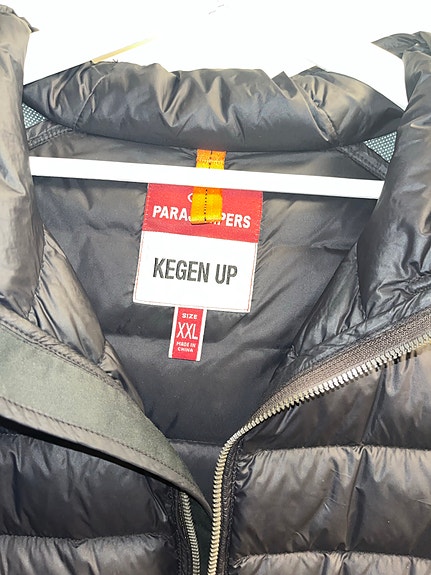 KEGEN UP
SIZE
XXL
MADE IN
CHINA